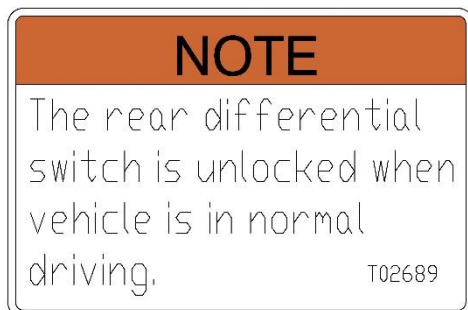 NOTE
The rear differential
switch is unlocked when
vehicle is in normal
driving. T02689